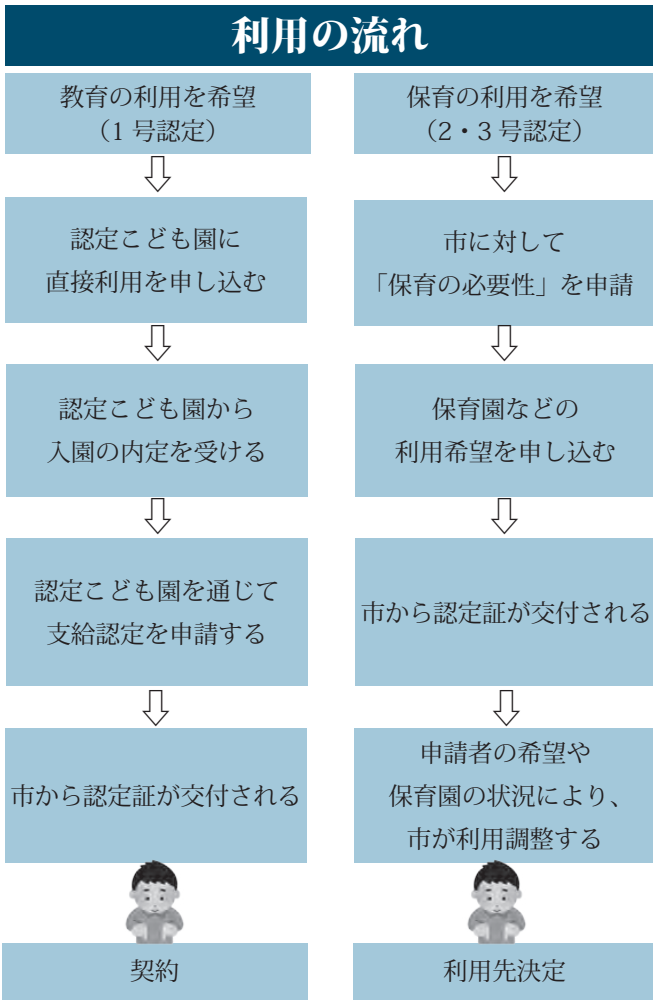 利用の流れ
教育の利用を希望
（1 号認定）
認定こども園に
直接利用を申し込む
認定こども園から
入園の内定を受ける
認定こども園を通じて
支給認定を申請する
市から認定証が交付される
契約
保育の利用を希望
（2・3 号認定）
市に対して
「保育の必要性」を申請
保育園などの
利用希望を申し込む
市から認定証が交付される
申請者の希望や
保育園の状況により、
市が利用調整する
利用先決定